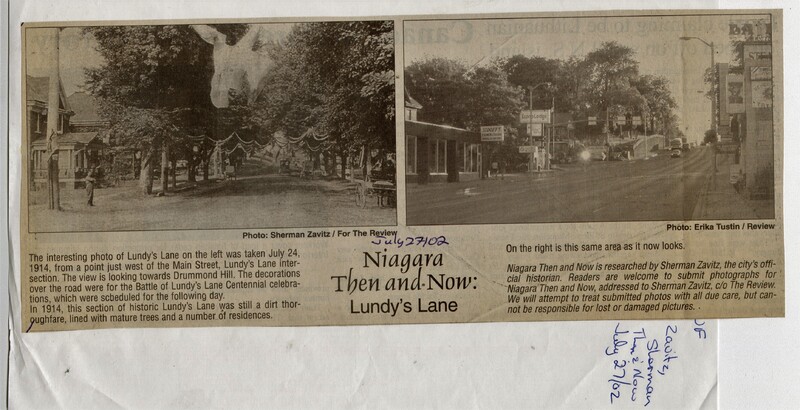 Photo: Sherman Zavitz / For The Review
Photo: Erika Tustin / Review
July 27/02
The interesting photo of Lundy's Lane on the left was taken July 24,
1914, from a point just west of the Main Street, Lundy's Lane inter-
section. The view is looking towards Drummond Hill. The decorations
over the road were for the Battle of Lundy's Lane Centennial celebra-
tions, which were scbeduled for the following day.
In 1914, this section of historic Lundy's Lane was still a dirt thor-
oughfare, lined with mature trees and a number of residences.
Niagara
Then and Now:
Lundy's Lane
On the right is this same area as it now looks.
Niagara Then and Now is researched by Sherman Zavitz, the city's offi-
cial historian. Readers are welcome to submit photographs for
Niagara Then and Now, addressed to Sherman Zavitz, c/o The Review.
We will attempt to treat submitted photos with all due care, but can-
not be responsible for lost or damaged pictures.
VF
Zavitz,
Sherman
Then & Now
July 27/02